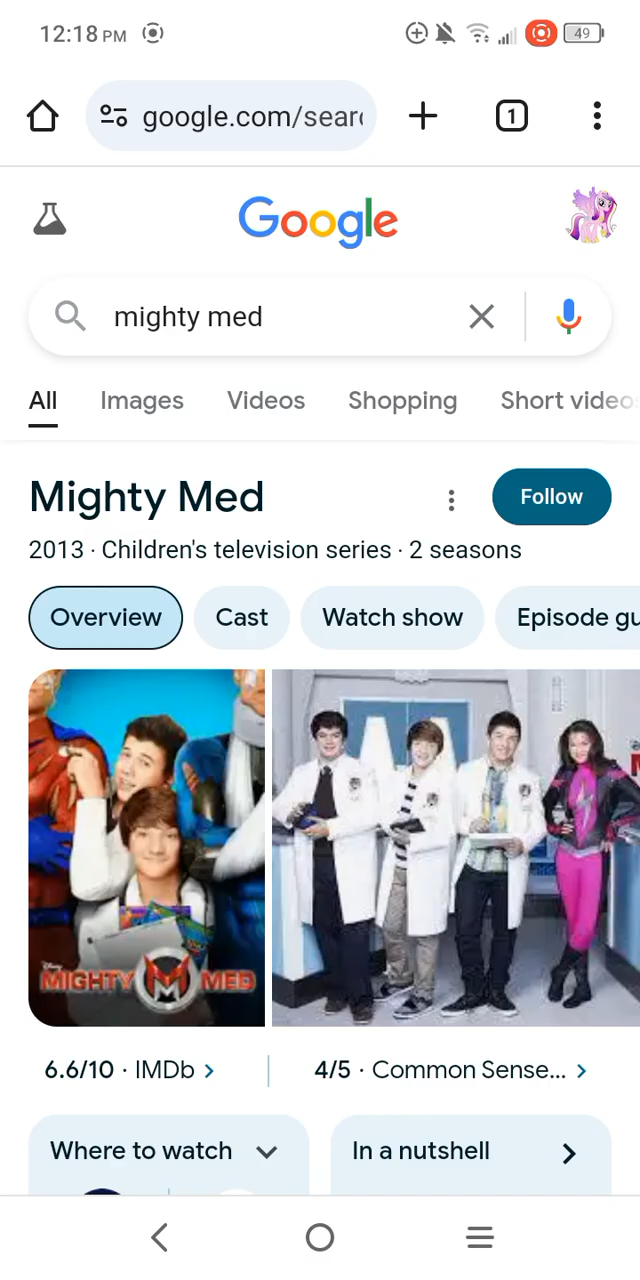 12:18 PM 49
google.com/sear
1
Google
mighty med
All Images Videos Shopping Short video
Mighty Med
Follow
2013 · Children's television series · 2 seasons
Overview Cast Watch show Episode gu
Disney
MIGHTY M MED
6.6/10 · IMDb 4/5 · Common Sense...
Where to watch In a nutshell